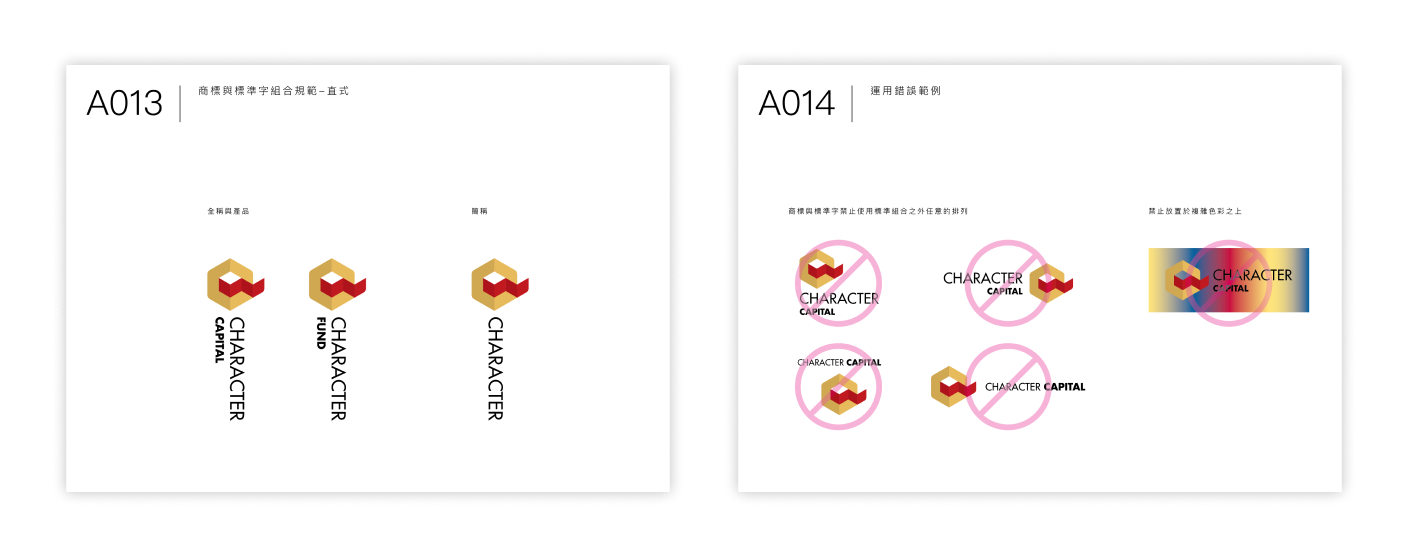 A013
商標與標準字組合規範–直式
全稱與產品
簡稱
CHARACTER
CAPITAL
CHARACTER
FUND
CHARACTER
A014
運用錯誤範例
商標與標準字禁止使用標準組合之外任意的排列
禁止放置於複雜色彩之上
CHARACTER
CAPITAL
CHARACTER
CAPITAL
CHARACTER
CAPITAL
CHARACTER CAPITAL
CHARACTER CAPITAL